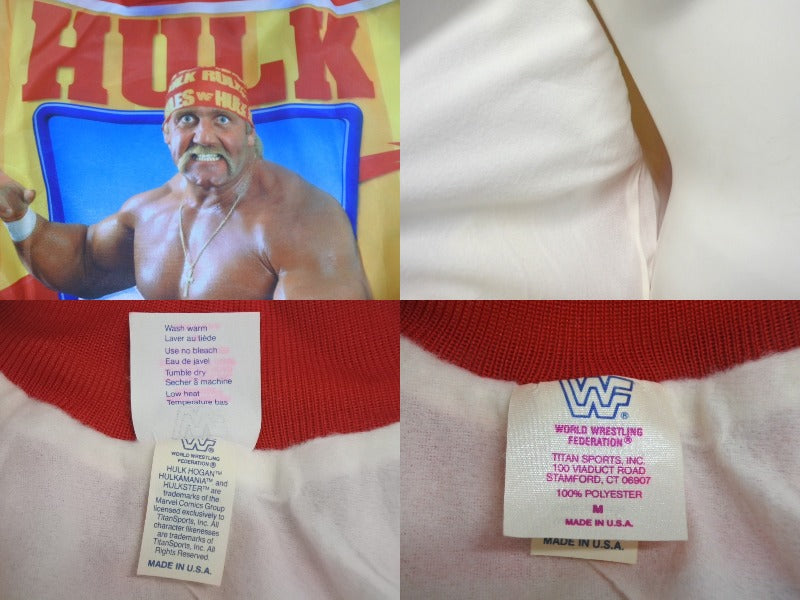 HULK
HULK RULES
RULES WF HULK
Wash warm
Laver au tiède
Use no bleach
Eau de javel
Tumble dry
Secher & machine
Low heat
Temperature bas
WORLD WRESTLING
FEDERATION®
HULK HOGAN™
HULKAMANIA™ and
HULKSTER™ are
trademarks of the
Marvel Comics Group
licensed exclusively to
TitanSports, Inc. All
character likenesses
are trademarks of
TitanSports, Inc. All
Rights Reserved.
MADE IN U.S.A.
WF®
WORLD WRESTLING
FEDERATION®
TITAN SPORTS, INC.
100 VIADUCT ROAD
STAMFORD, CT 06907
100% POLYESTER
M
MADE IN U.S.A.
MADE IN U.S.A.